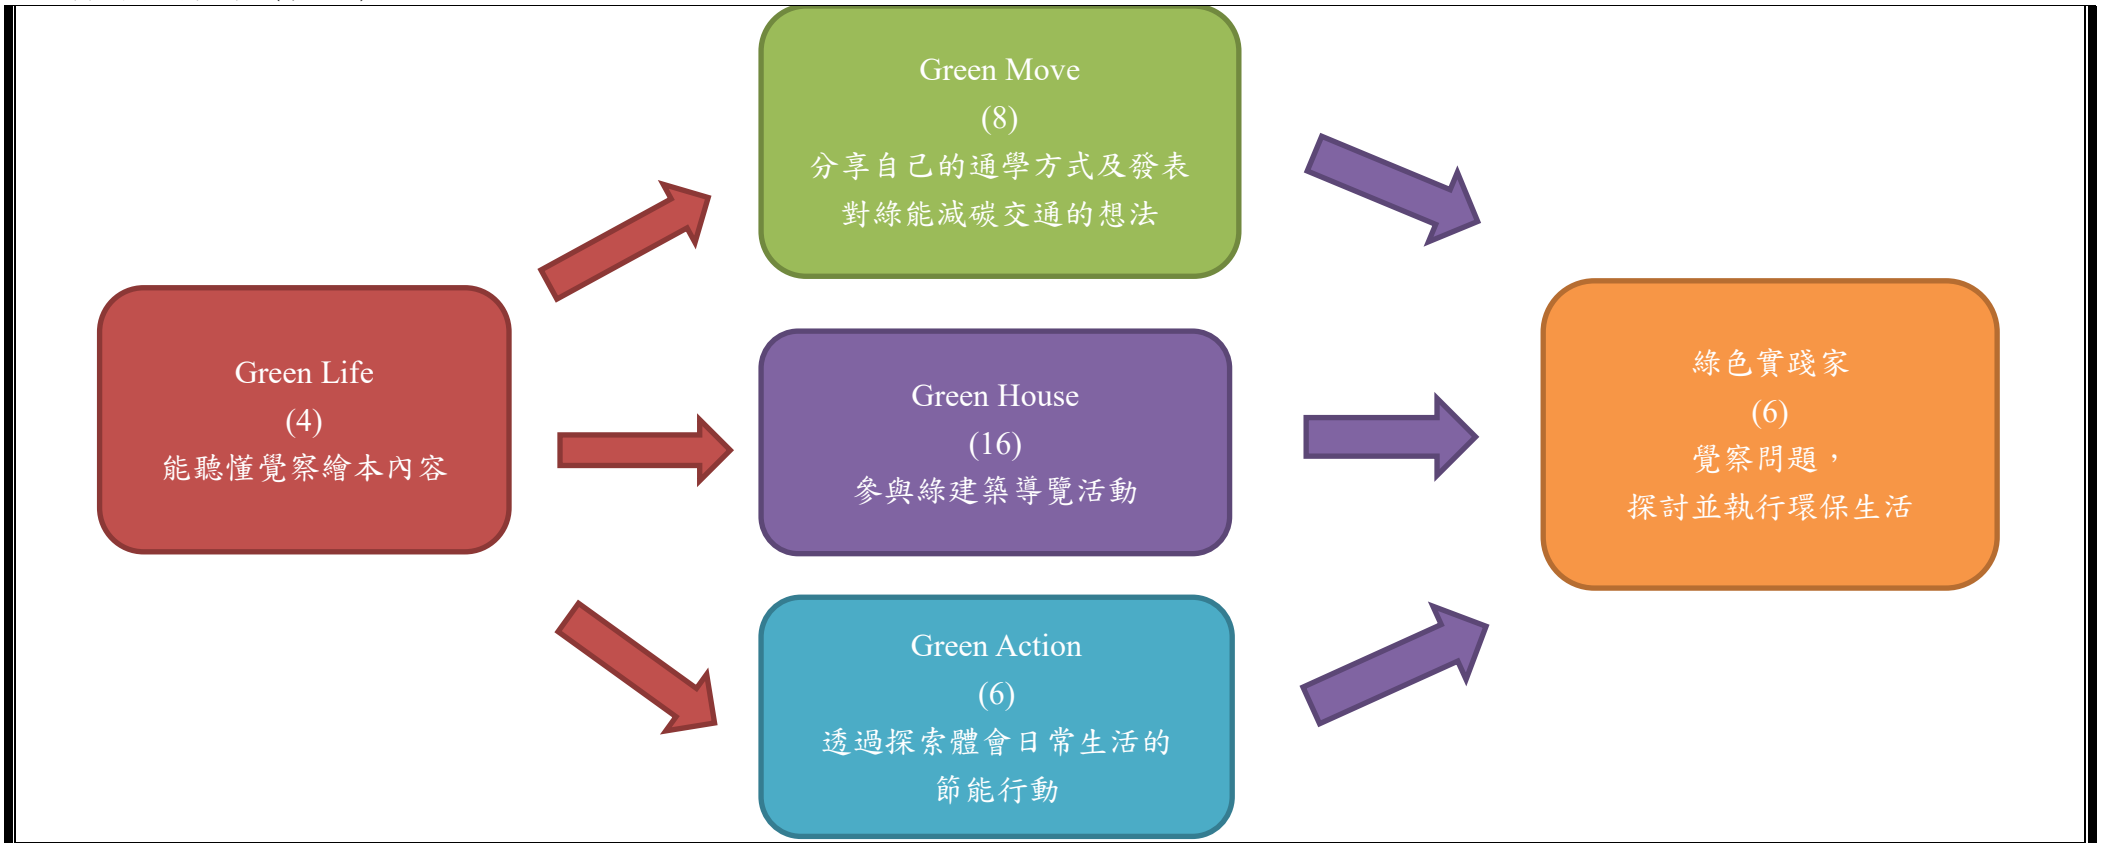 Green Life
(4)
能聽懂覺察繪本內容
Green Move
(8)
分享自己的通學方式及發表
對綠能減碳交通的想法
Green House
(16)
參與綠建築導覽活動
Green Action
(6)
透過探索體會日常生活的
節能行動
綠色實踐家
(6)
覺察問題，
探討並執行環保生活